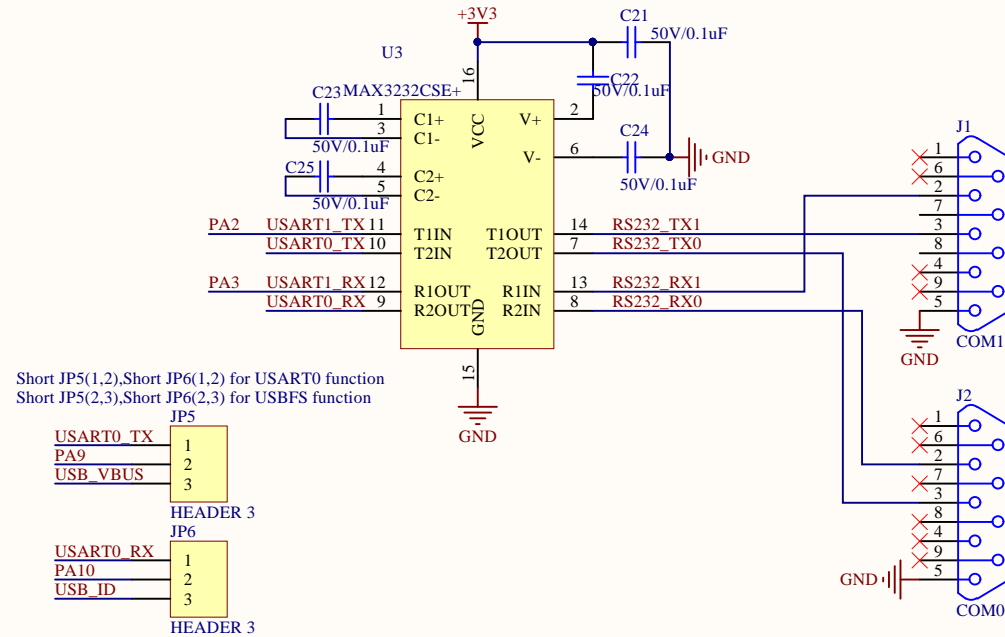 +3V3
C21
50V/0.1uF
U3
16
C22
50V/0.1uF
C23
MAX3232CSE+
1
C1+
VCC
V+
2
3
C1-
50V/0.1uF
C24
J1
C25
4
C2+
V-
6
GND
50V/0.1uF
5
C2-
50V/0.1uF
PA2
USART1_TX
11
T1IN
T1OUT
14
RS232_TX1
USART0_TX
10
T2IN
T2OUT
7
RS232_TX0
PA3
USART1_RX
12
R1OUT
R1IN
13
RS232_RX1
USART0_RX
9
R2OUT
GND
R2IN
8
RS232_RX0
15
GND
1
6
2
7
3
8
4
9
5
GND
COM1
Short JP5(1,2),Short JP6(1,2) for USART0 function
Short JP5(2,3),Short JP6(2,3) for USBFS function
JP5
USART0_TX
1
PA9
2
USB_VBUS
3
HEADER 3
JP6
USART0_RX
1
PA10
2
USB_ID
3
HEADER 3
J2
1
6
2
7
3
8
4
9
5
GND
COM0